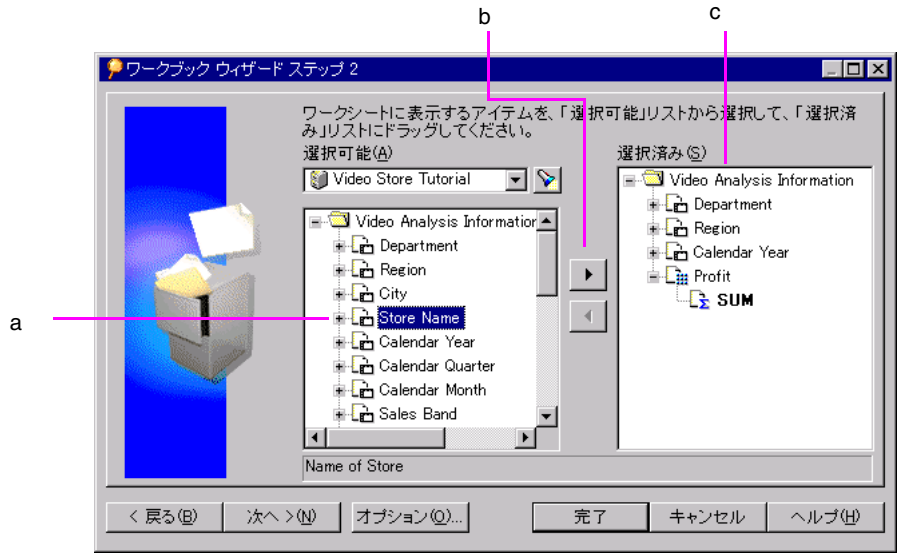 b
c
ワークブック ウィザード ステップ 2
ワークシートに表示するアイテムを、「選択可能」リストから選択して、「選択済
み」リストにドラッグしてください。
選択可能(A)
Video Store Tutorial
Video Analysis Information
Department
Region
City
a
Store Name
Calendar Year
Calendar Quarter
Calendar Month
Sales Band
選択済み(S)
Video Analysis Information
Department
Region
Calendar Year
Profit
SUM
Name of Store
< 戻る(B)
次へ >(N)
オプション(O)...
完了
キャンセル
ヘルプ(H)